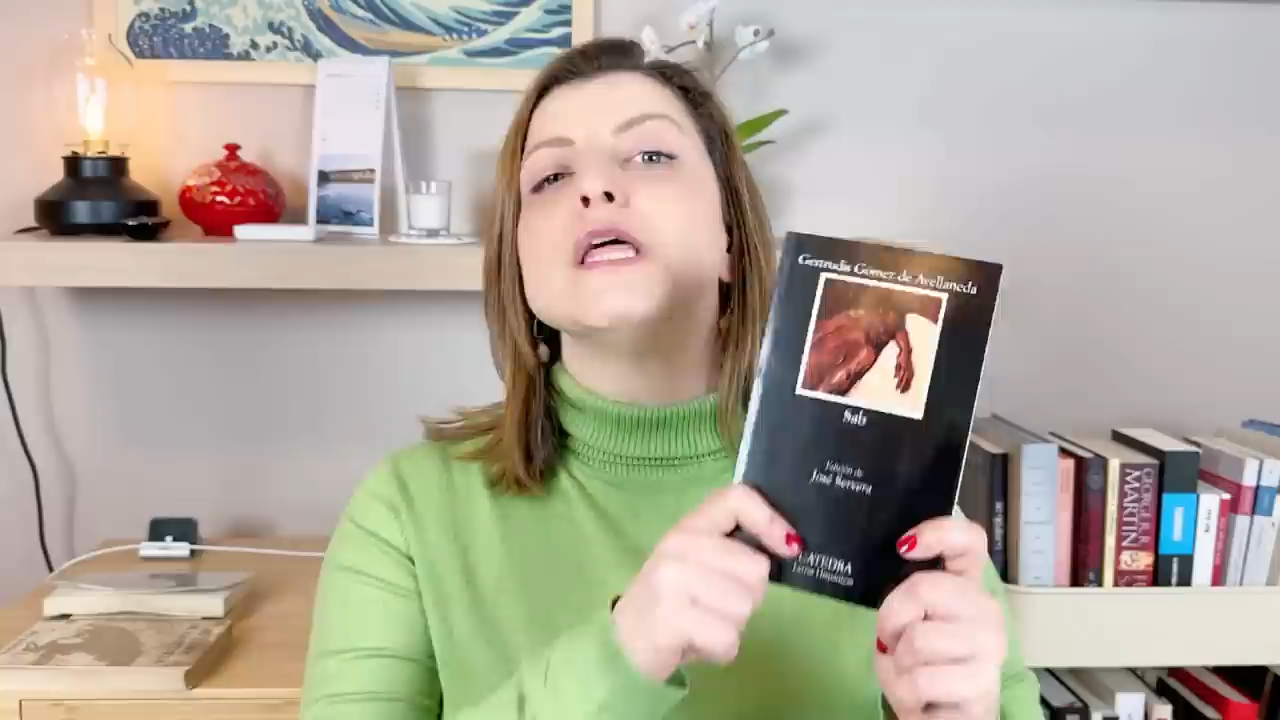 Gertrudis Gómez de Avellaneda
Sab
Edición de
José Servera
CÁTEDRA
Letras Hispánicas
GEORGE R. R.
MARTIN